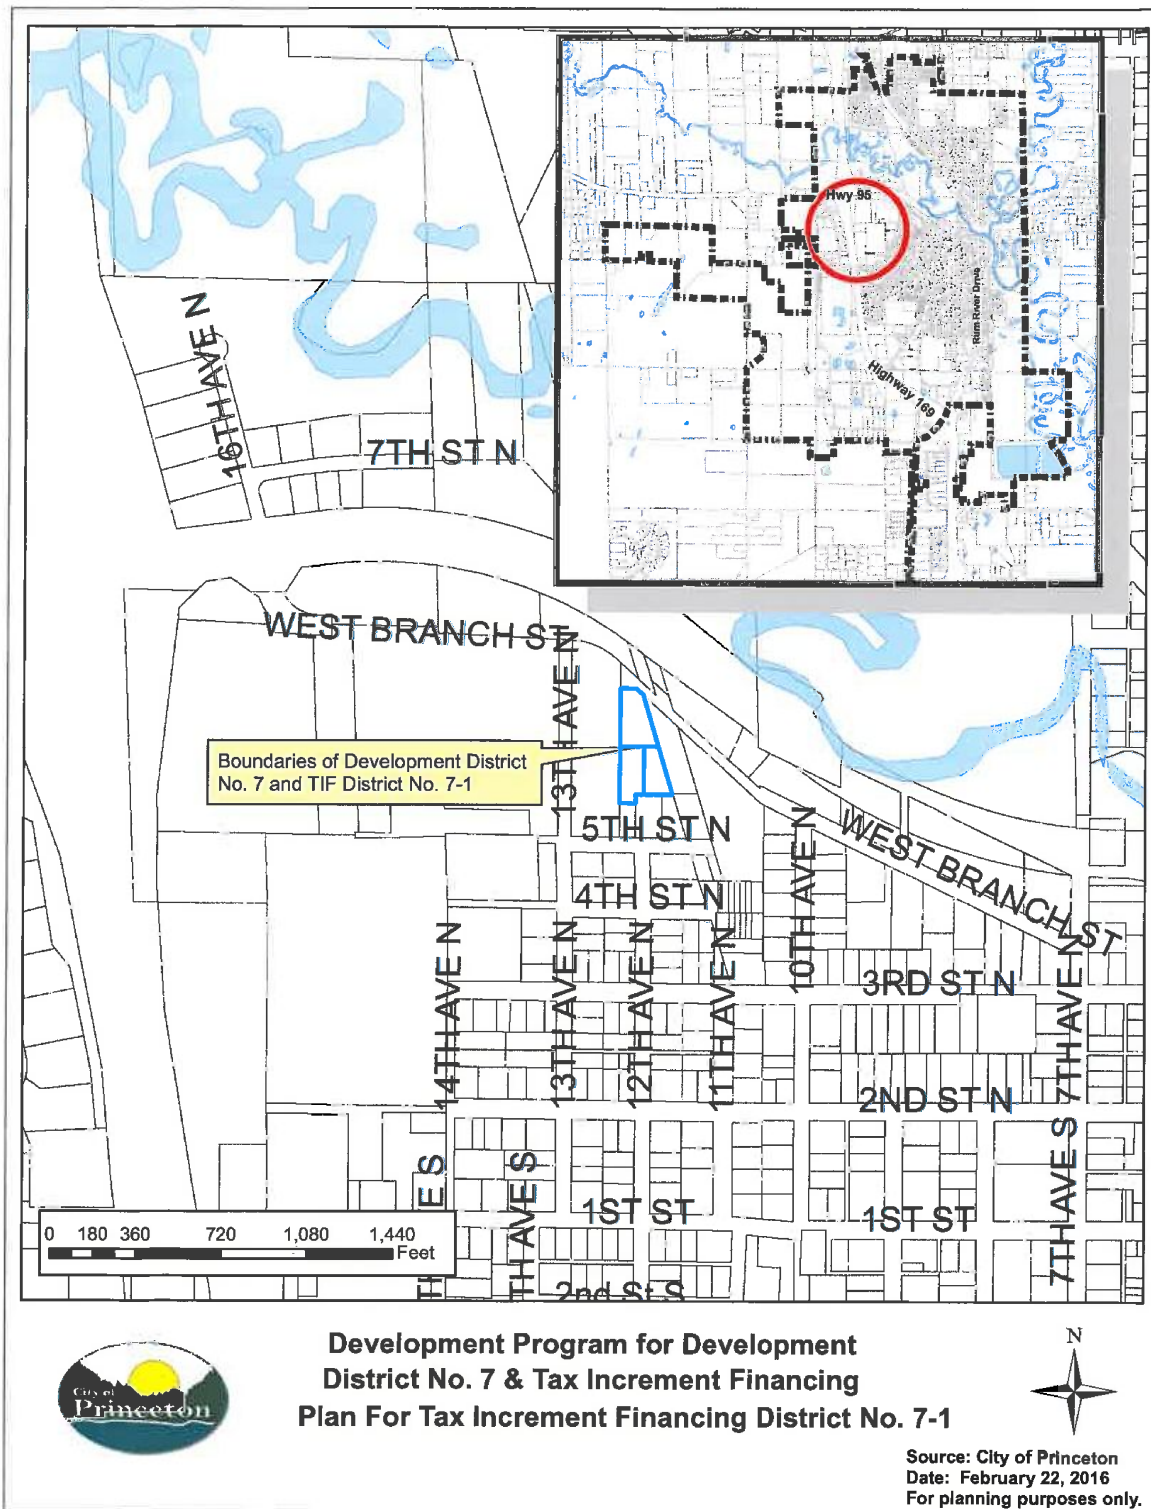 Hwy 95
Rum River Drive
Highway 169
16TH AVE N
7TH ST N
WEST BRANCH ST
13TH AVE N
Boundaries of Development District
No. 7 and TIF District No. 7-1
5TH ST N
WEST BRANCH ST
4TH ST N
10TH AVE N
14TH AVE N
13TH AVE N
12TH AVE N
11TH AVE N
3RD ST N
7TH AVE N
2ND ST N
7TH AVE S
1ST ST
1ST ST
TH AVE S
2nd St S
0 180 360 720 1,080 1,440
Feet
Development Program for Development
District No. 7 & Tax Increment Financing
Plan For Tax Increment Financing District No. 7-1
City of
Princeton
N
Source: City of Princeton
Date: February 22, 2016
For planning purposes only.